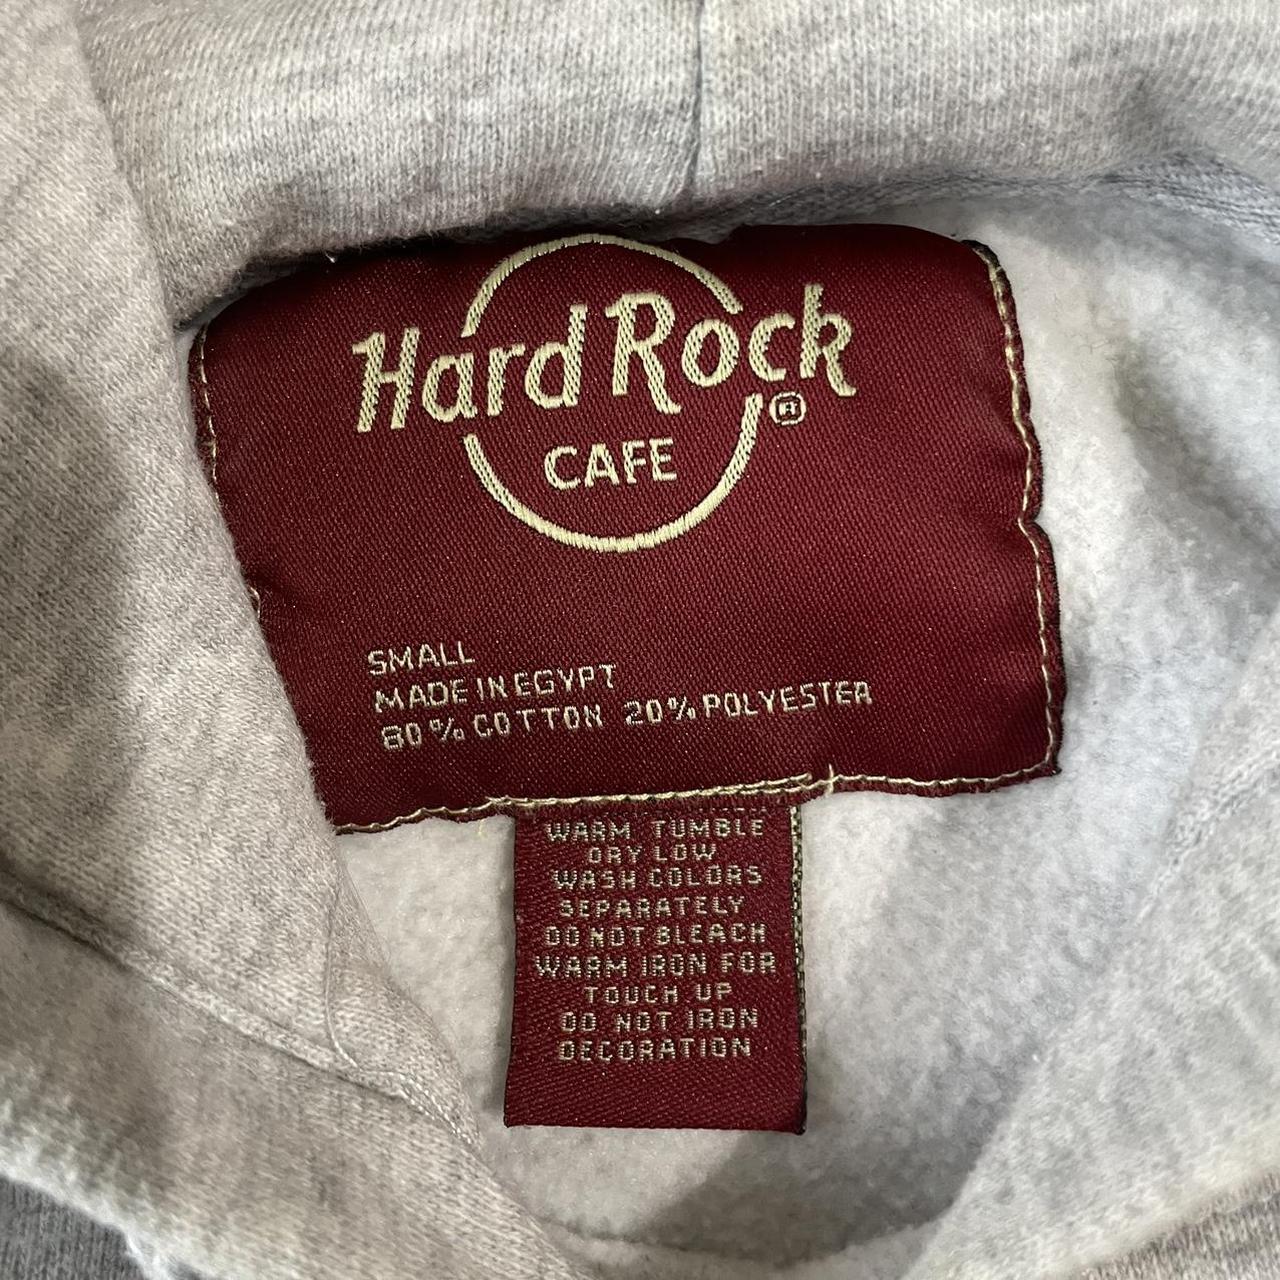 Hard Rock
®
CAFE
SMALL
MADE IN EGYPT
80% COTTON 20% POLYESTER
WARM TUMBLE
DRY LOW
WASH COLORS
SEPARATELY
DO NOT BLEACH
WARM IRON FOR
TOUCH UP
DO NOT IRON
DECORATION